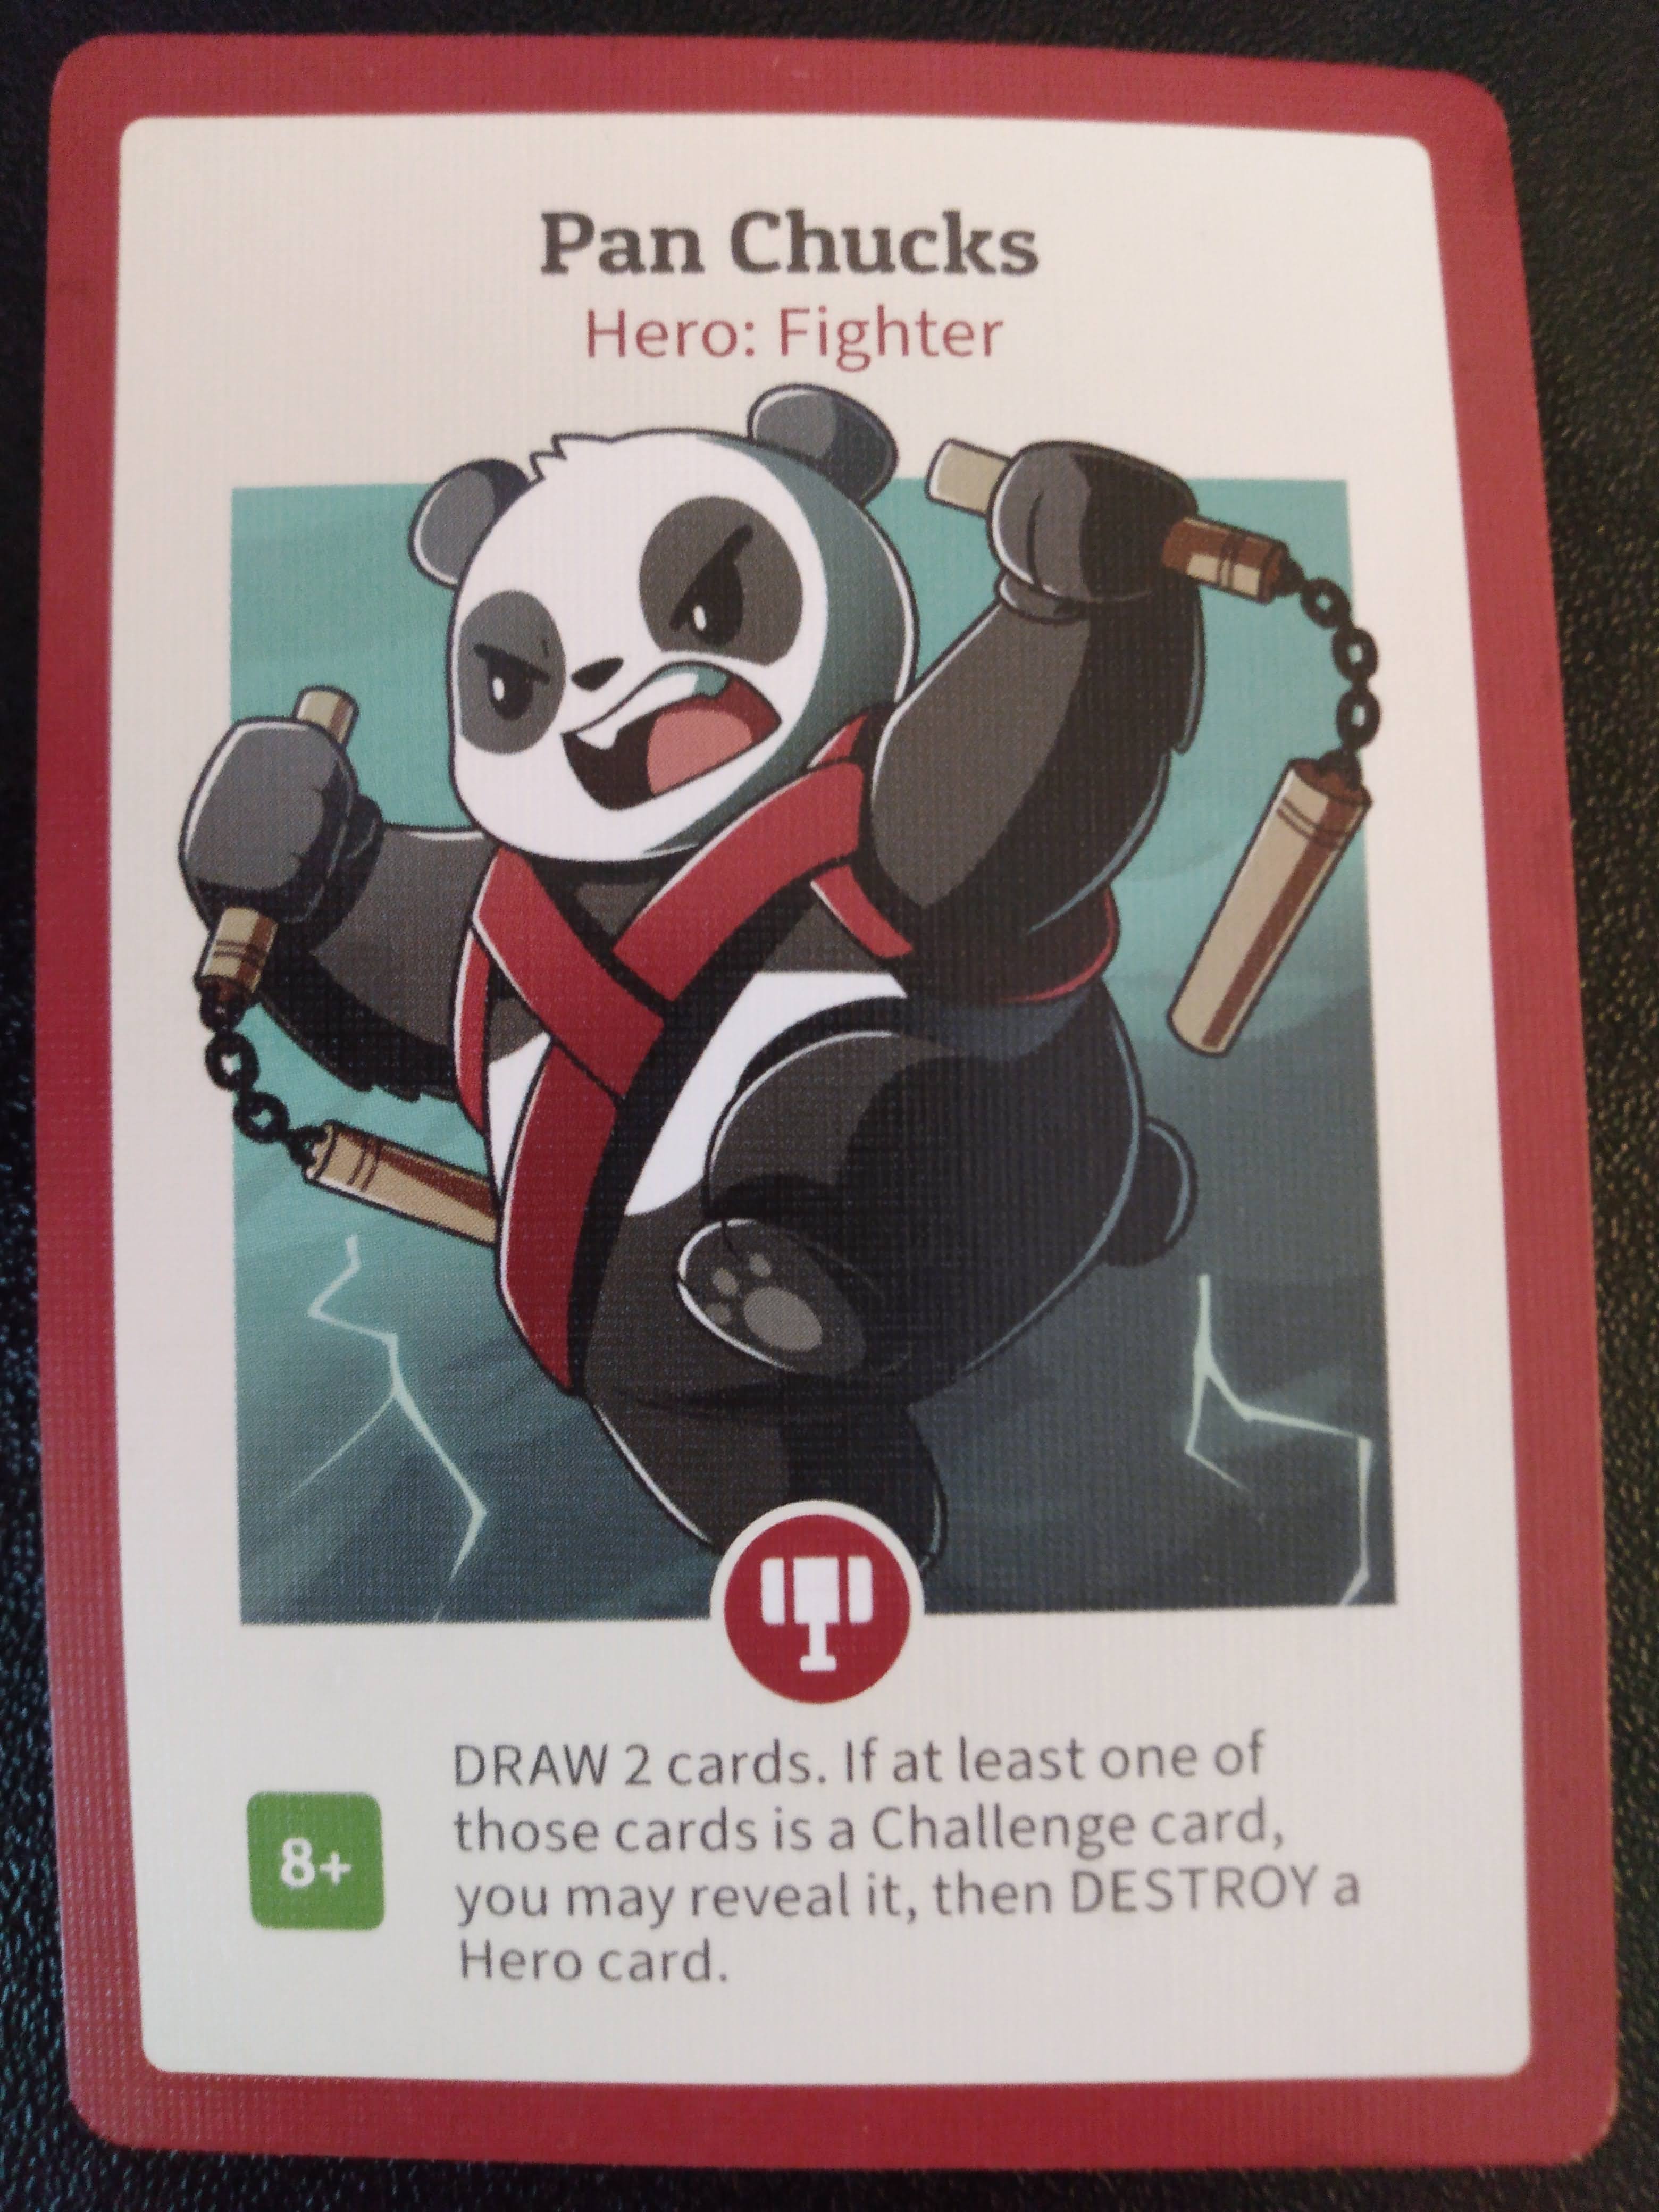 Pan Chucks
Hero: Fighter
DRAW 2 cards. If at least one of
those cards is a Challenge card,
8+
you may reveal it, then DESTROY a
Hero card.